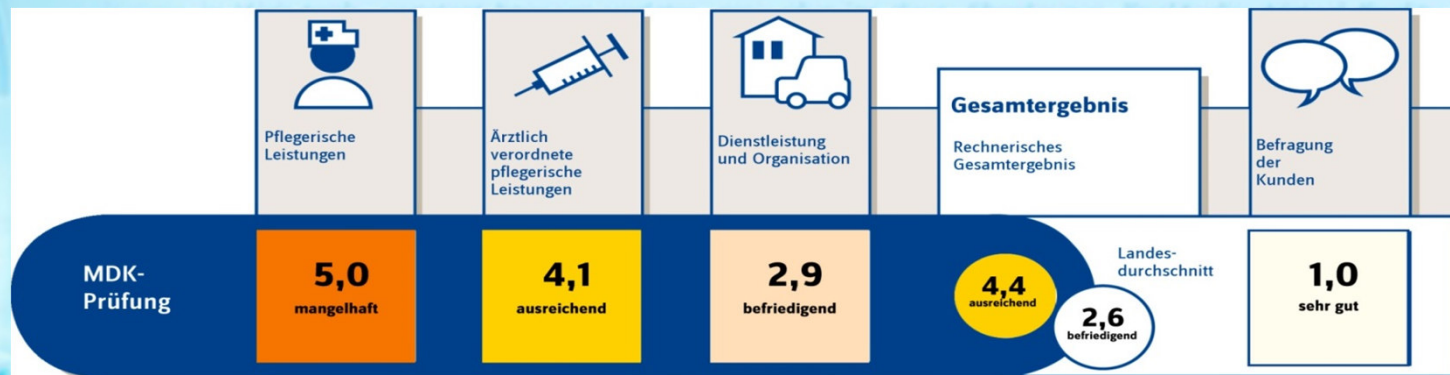 Pflegerische
Leistungen
Ärztlich
verordnete
pflegerische
Leistungen
Dienstleistung
und Organisation
Gesamtergebnis
Rechnerisches
Gesamtergebnis
Befragung
der
Kunden
MDK-
Prüfung
5,0
mangelhaft
4,1
ausreichend
2,9
befriedigend
4,4
ausreichend
Landes-
durchschnitt
2,6
befriedigend
1,0
sehr gut